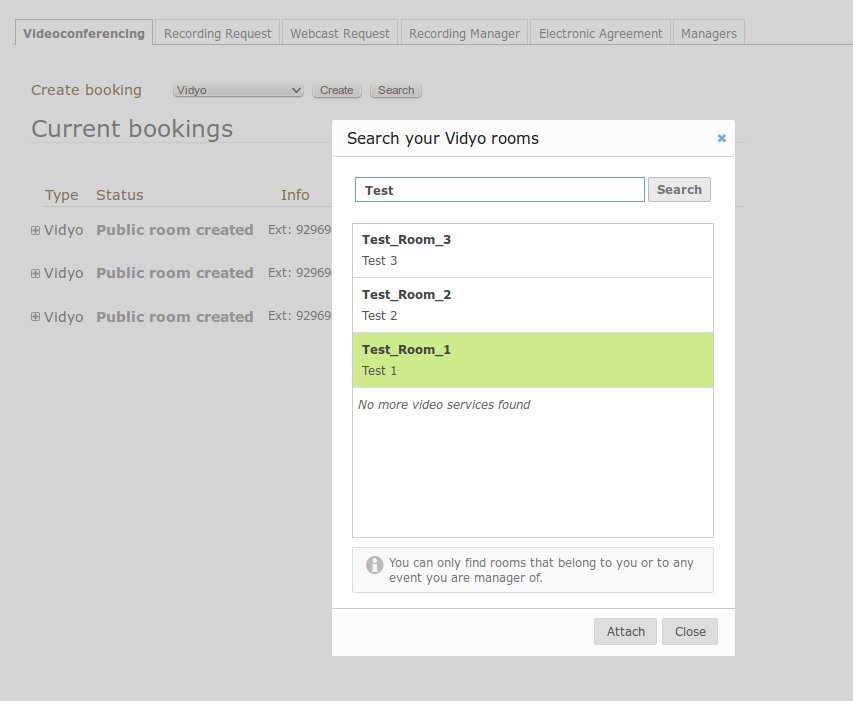 Videoconferencing Recording Request Webcast Request Recording Manager Electronic Agreement Managers
Create booking Vidyo Create Search
Current bookings
Type Status Info
Vidyo Public room created Ext: 92969
Vidyo Public room created Ext: 92969
Vidyo Public room created Ext: 92969
Search your Vidyo rooms
Test Search
Test_Room_3
Test 3
Test_Room_2
Test 2
Test_Room_1
Test 1
No more video services found
You can only find rooms that belong to you or to any
event you are manager of.
Attach Close